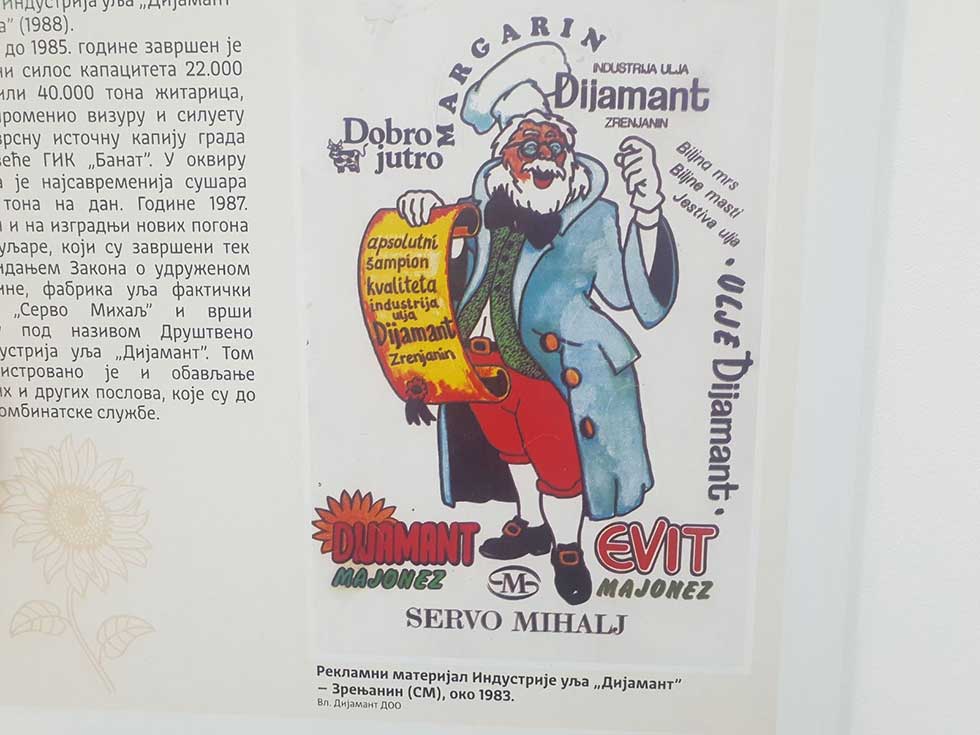 индустрија уља „Дијамант
(1988).
до 1985. године завршен је
силос капацитета 22.000
или 40.000 тона житарица,
променио визуру и силуету
источну капију града
ГИК „Банат”. У оквиру
је најсавременија сушара
тона на дан. Године 1987.
и на изградњи нових погона
уљаре, који су завршени тек
Закона о удруженом
фабрика уља фактички
„Серво Михаљ” и врши
под називом Друштвено
уља „Дијамант”. Том
је и обављање
и других послова, које су до
службе.
MARGARIN
INDUSTRIJA ULJA
Dijamant
ZRENJANIN
Dobro
jutro
Biljna mrs
Biljne masti
Jestiva ulja
• ULJE Dijamant •
apsolutni
šampion
kvaliteta
industrija
ulja
Dijamant
Zrenjanin
DIJAMANT
MAJONEZ
EVIT
MAJONEZ
M
SERVO MIHALJ
Рекламни материјал Индустрије уља „Дијамант”
– Зрењанин (СМ), око 1983.
Вл. Дијамант ДОО